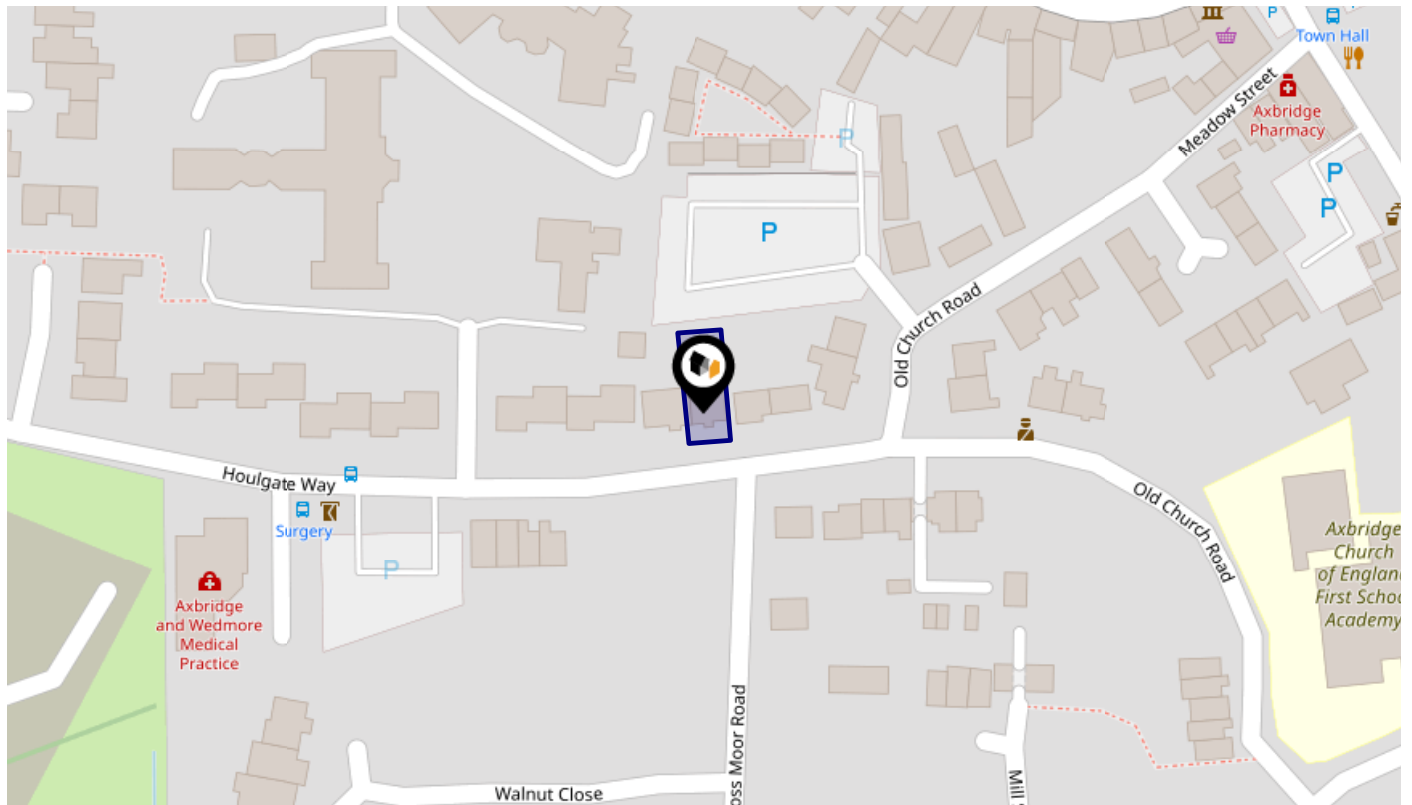 Town Hall
Meadow Street
Axbridge
Pharmacy
P
P
P
P
P
P
Old Church Road
Houlgate Way
Surgery
Old Church Road
P
Axbridge
and Wedmore
Medical
Practice
Axbridge
Church
of England
First School
Academy
oss Moor Road
Mill
Walnut Close